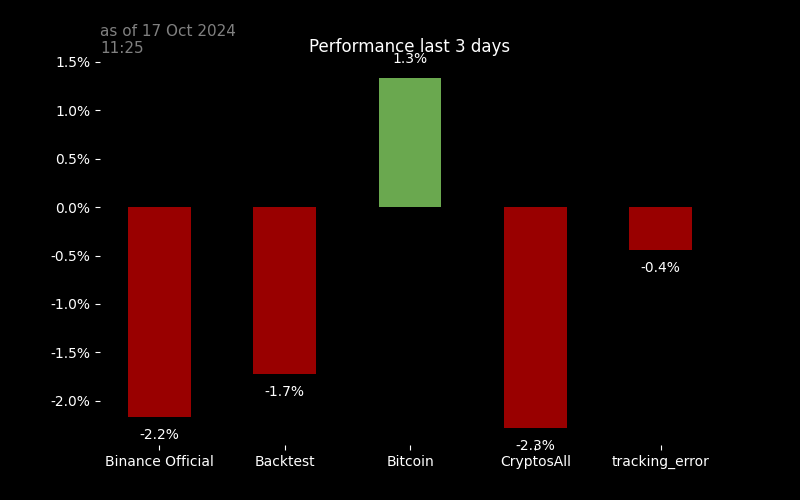 as of 17 Oct 2024
11:25
Performance last 3 days
1.5%
1.0%
0.5%
0.0%
-0.5%
-1.0%
-1.5%
-2.0%
1.3%
-2.2%
-1.7%
-2.3%
-0.4%
Binance Official
Backtest
Bitcoin
CryptosAll
tracking_error